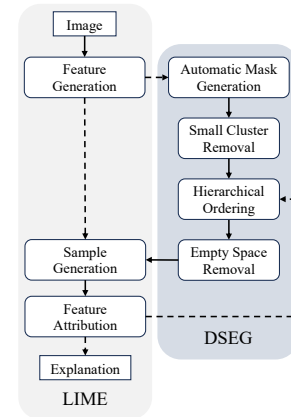 Image
Feature
Generation
Automatic Mask
Generation
Small Cluster
Removal
Hierarchical
Ordering
Sample
Generation
Empty Space
Removal
Feature
Attribution
Explanation
LIME
DSEG